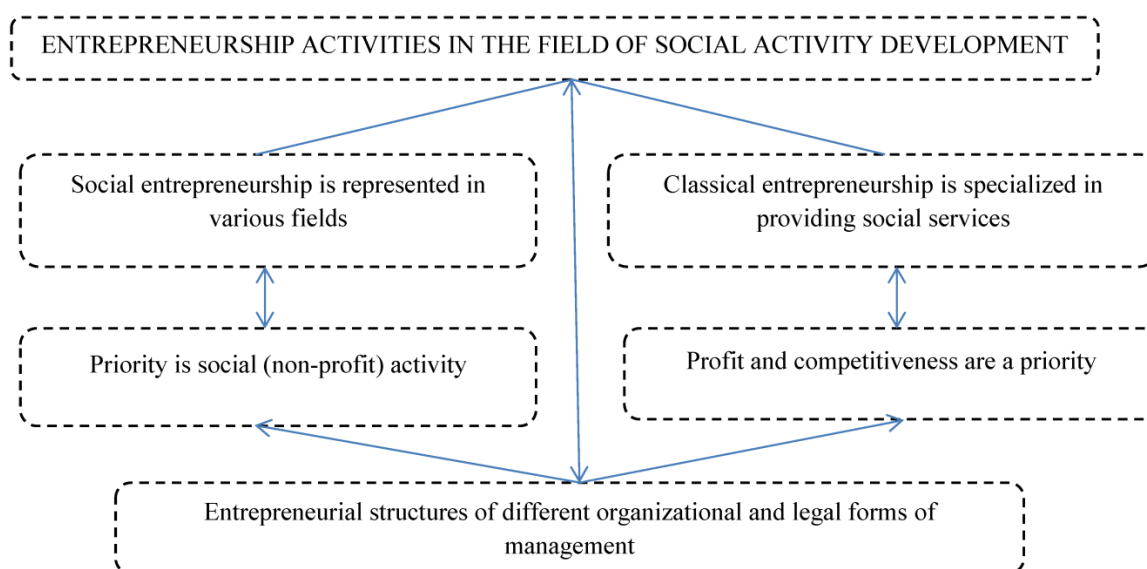 ENTREPRENEURSHIP ACTIVITIES IN THE FIELD OF SOCIAL ACTIVITY DEVELOPMENT
Social entrepreneurship is represented in
various fields
Classical entrepreneurship is specialized in
providing social services
Priority is social (non-profit) activity
Profit and competitiveness are a priority
Entrepreneurial structures of different organizational and legal forms of
management